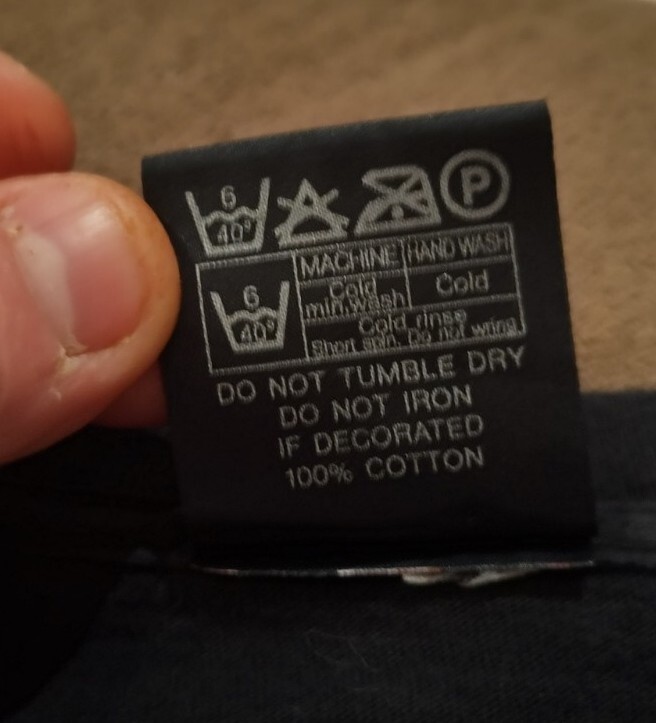 6
40°
P
MACHINE HAND WASH
6
40°
Cold
min.wash
Cold
Cold rinse
Short spin. Do not wring.
DO NOT TUMBLE DRY
DO NOT IRON
IF DECORATED
100% COTTON